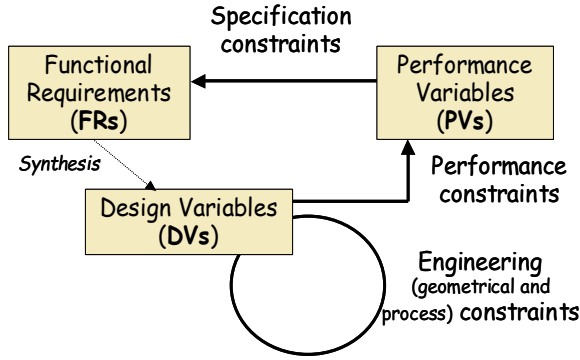 Specification
constraints
Functional
Requirements
(FRs)
Performance
Variables
(PVs)
Synthesis
Performance
constraints
Design Variables
(DVs)
Engineering
(geometrical and
process) constraints